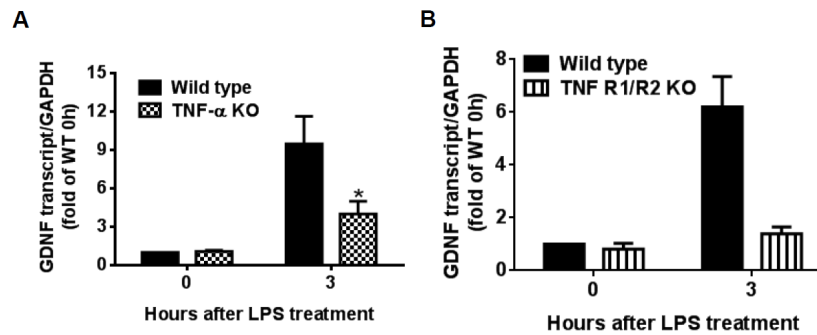 A
GDNF transcript/GAPDH
(fold of WT 0h)
15
12
9
6
3
0
Wild type
TNF-α KO
*
0
3
Hours after LPS treatment
B
GDNF transcript/GAPDH
(fold of WT 0h)
8
6
4
2
0
Wild type
TNF R1/R2 KO
0
3
Hours after LPS treatment